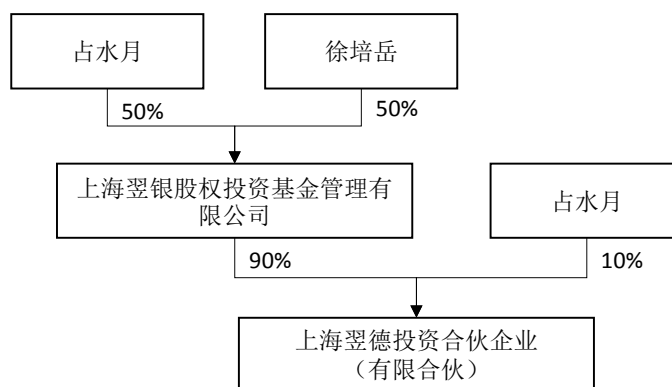 占水月
徐培岳
50%
50%
上海翌银股权投资基金管理有
限公司
占水月
90%
10%
上海翌德投资合伙企业
（有限合伙）